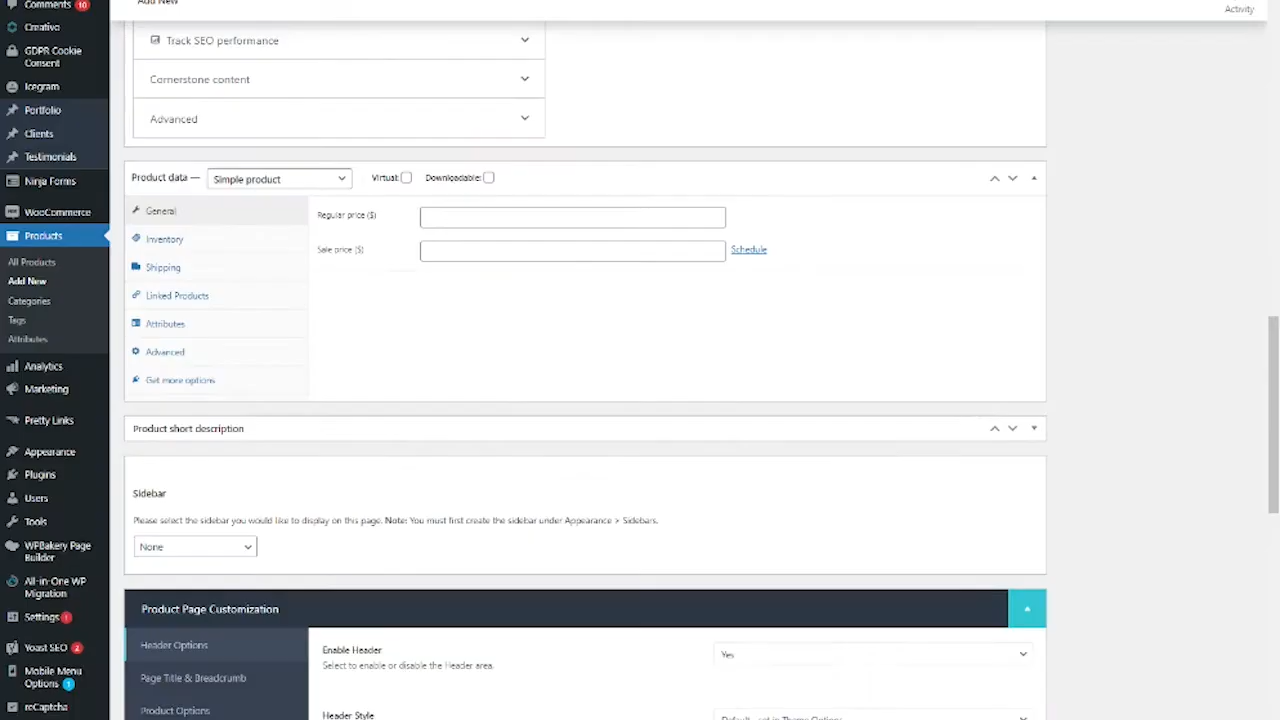 Comments 10
Creativo
GDPR Cookie
Consent
Icegram
Portfolio
Clients
Testimonials
Ninja Forms
WooCommerce
Products
All Products
Add New
Categories
Tags
Attributes
Analytics
Marketing
Pretty Links
Appearance
Plugins
Users
Tools
WPBakery Page
Builder
All-in-One WP
Migration
Settings 1
Yoast SEO 2
Mobile Menu
Options 1
reCaptcha
Add New
Activity
Track SEO performance
Cornerstone content
Advanced
Product data — Simple product Virtual: Downloadable:
General
Inventory
Shipping
Linked Products
Attributes
Advanced
Get more options
Regular price ($)
Sale price ($) Schedule
Product short description
Sidebar
Please select the sidebar you would like to display on this page. Note: You must first create the sidebar under Appearance > Sidebars.
None
Product Page Customization
Header Options
Page Title & Breadcrumb
Product Options
Enable Header
Select to enable or disable the Header area.
Yes
Header Style
Default - set in Theme Options